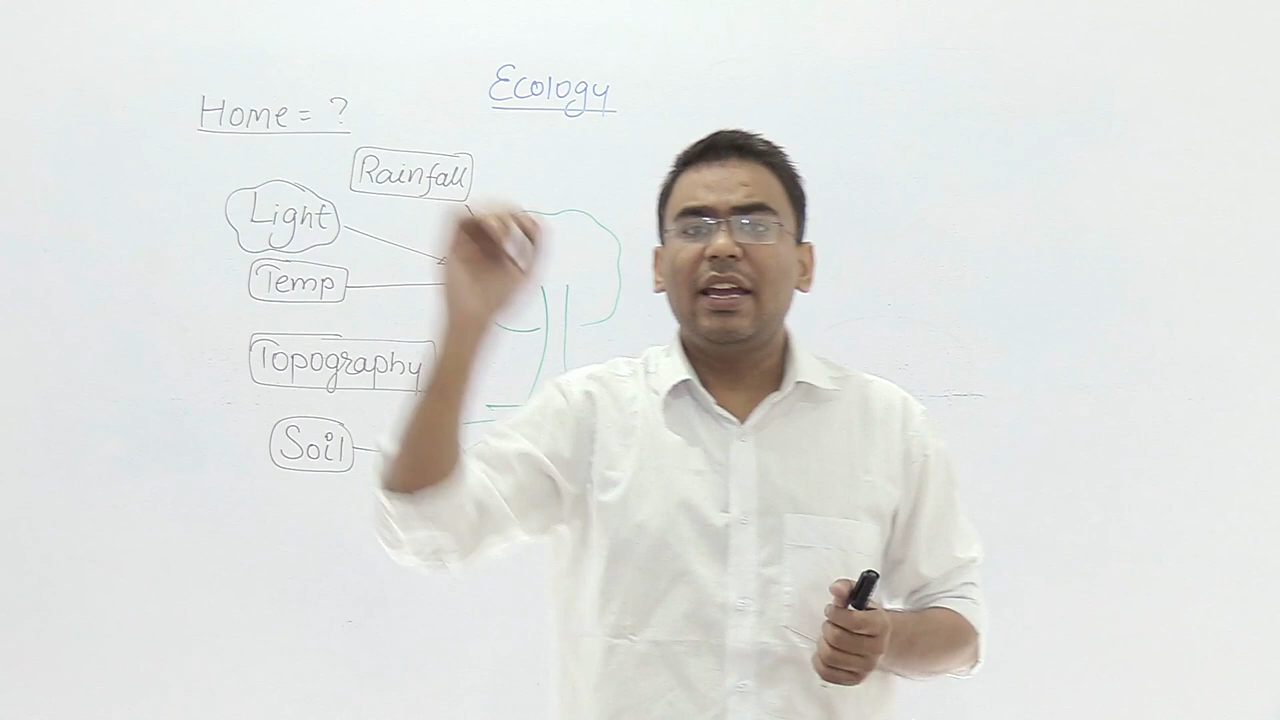 Ecology
Home = ?
Rainfall
Light
Temp
Topography
Soil